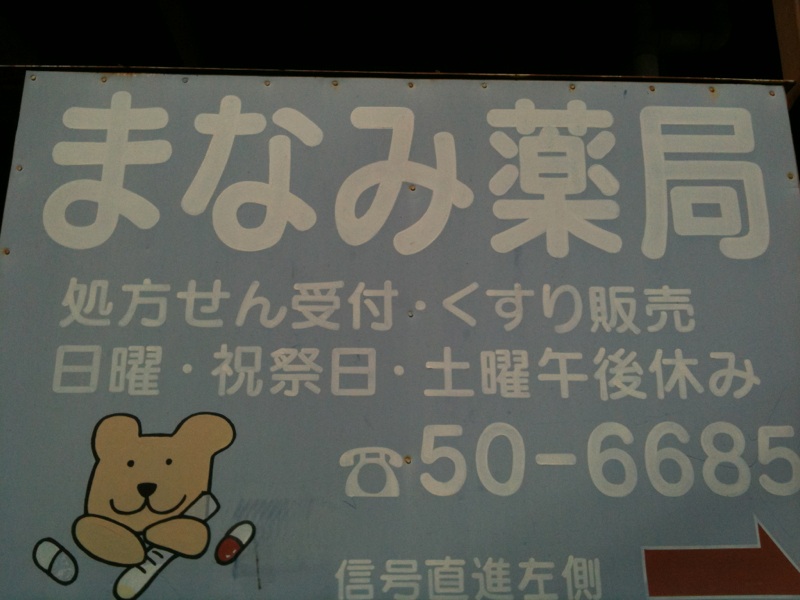 まなみ薬局
処方せん受付・くすり販売
日曜・祝祭日・土曜午後休み
☎50-6685
信号直進左側